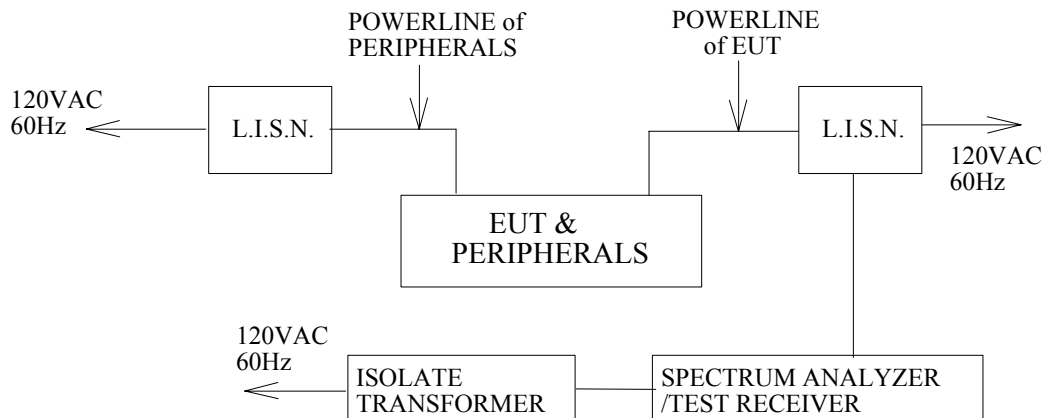 POWERLINE of
PERIPHERALS
POWERLINE
of EUT
120VAC
60Hz
L.I.S.N.
L.I.S.N.
120VAC
60Hz
EUT &
PERIPHERALS
120VAC
60Hz
ISOLATE
TRANSFORMER
SPECTRUM ANALYZER
/TEST RECEIVER